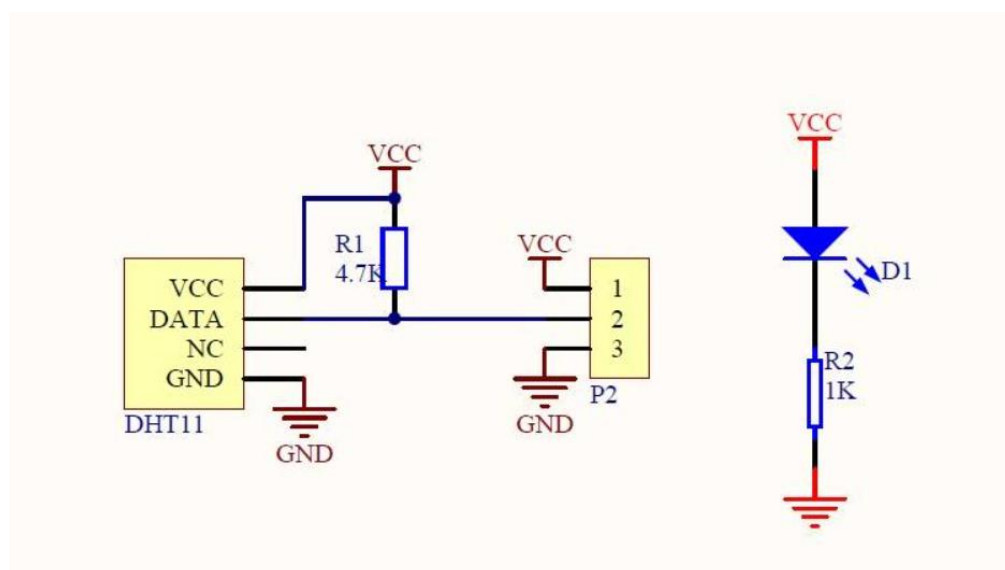 VCC
VCC
R1
4.7K
VCC
VCC
DATA
NC
GND
DHT11
GND
1
2
3
P2
GND
D1
R2
1K